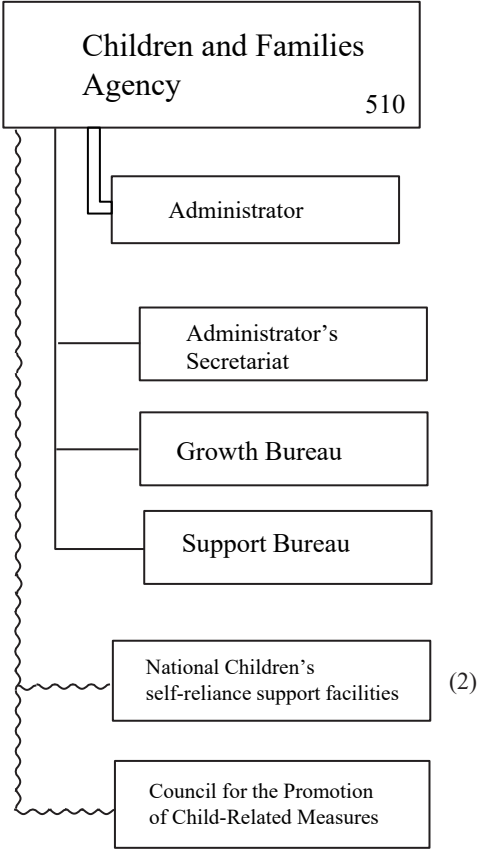 Children and Families
Agency
510
Administrator
Administrator's
Secretariat
Growth Bureau
Support Bureau
National Children's
self-reliance support facilities
(2)
Council for the Promotion
of Child-Related Measures